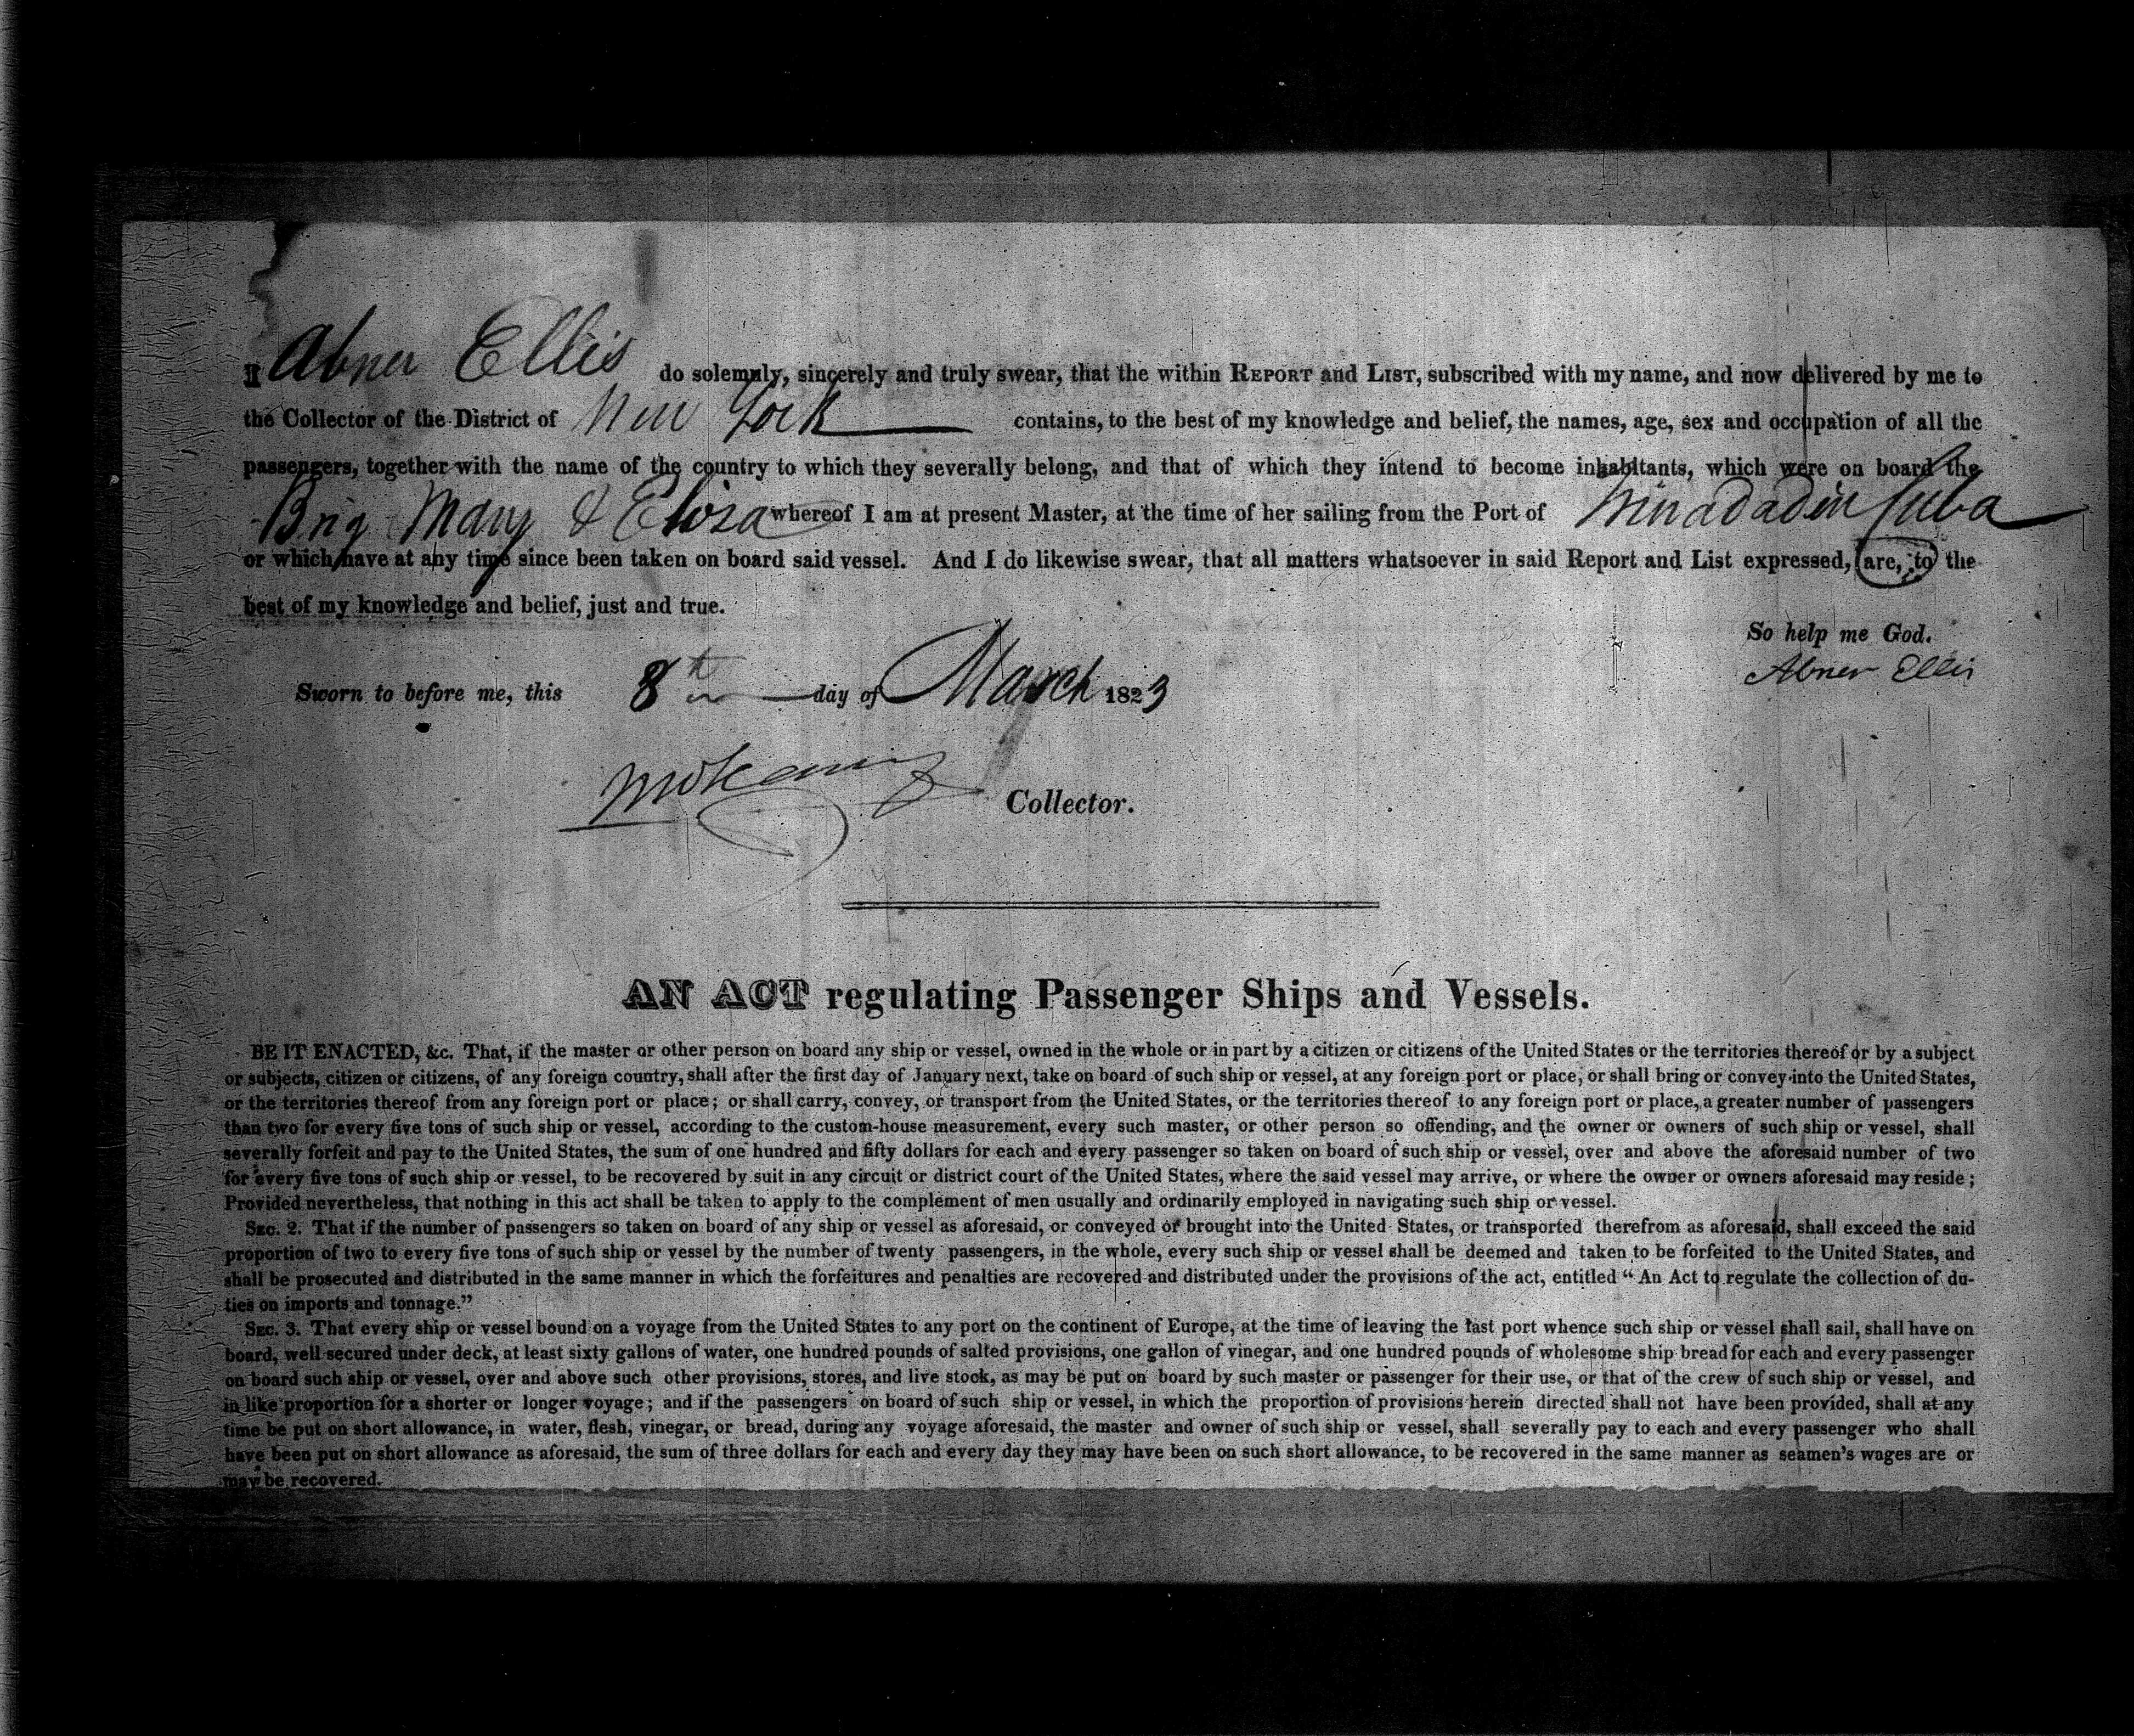 I Abner Ellis do solemnly, sincerely and truly swear, that the within REPORT and LIST, subscribed with my name, and now delivered by me to
the Collector of the District of New York contains, to the best of my knowledge and belief, the names, age, sex and occupation of all the
passengers, together with the name of the country to which they severally belong, and that of which they intend to become inhabitants, which were on board the
Brig Mary & Eliza whereof I am at present Master, at the time of her sailing from the Port of Trinadad in Cuba
or which have at any time since been taken on board said vessel. And I do likewise swear, that all matters whatsoever in said Report and List expressed, are, to the
best of my knowledge and belief, just and true.
So help me God.
Abner Ellis
Sworn to before me, this 8th day of March 1823
Collector.
AN ACT regulating Passenger Ships and Vessels.
BE IT ENACTED, &c. That, if the master or other person on board any ship or vessel, owned in the whole or in part by a citizen or citizens of the United States or the territories thereof or by a subject
or subjects, citizen or citizens, of any foreign country, shall after the first day of January next, take on board of such ship or vessel, at any foreign port or place, or shall bring or convey into the United States,
or the territories thereof from any foreign port or place; or shall carry, convey, or transport from the United States, or the territories thereof to any foreign port or place, a greater number of passengers
than two for every five tons of such ship or vessel, according to the custom-house measurement, every such master, or other person so offending, and the owner or owners of such ship or vessel, shall
severally forfeit and pay to the United States, the sum of one hundred and fifty dollars for each and every passenger so taken on board of such ship or vessel, over and above the aforesaid number of two
for every five tons of such ship or vessel, to be recovered by suit in any circuit or district court of the United States, where the said vessel may arrive, or where the owner or owners aforesaid may reside;
Provided nevertheless, that nothing in this act shall be taken to apply to the complement of men usually and ordinarily employed in navigating such ship or vessel.
SEC. 2. That if the number of passengers so taken on board of any ship or vessel as aforesaid, or conveyed or brought into the United States, or transported therefrom as aforesaid, shall exceed the said
proportion of two to every five tons of such ship or vessel by the number of twenty passengers, in the whole, every such ship or vessel shall be deemed and taken to be forfeited to the United States, and
shall be prosecuted and distributed in the same manner in which the forfeitures and penalties are recovered and distributed under the provisions of the act, entitled “ An Act to regulate the collection of du-
ties on imports and tonnage.”
SEC. 3. That every ship or vessel bound on a voyage from the United States to any port on the continent of Europe, at the time of leaving the last port whence such ship or vessel shall sail, shall have on
board, well secured under deck, at least sixty gallons of water, one hundred pounds of salted provisions, one gallon of vinegar, and one hundred pounds of wholesome ship bread for each and every passenger
on board such ship or vessel, over and above such other provisions, stores, and live stock, as may be put on board by such master or passenger for their use, or that of the crew of such ship or vessel, and
in like proportion for a shorter or longer voyage; and if the passengers on board of such ship or vessel, in which the proportion of provisions herein directed shall not have been provided, shall at any
time be put on short allowance, in water, flesh, vinegar, or bread, during any voyage aforesaid, the master and owner of such ship or vessel, shall severally pay to each and every passenger who shall
have been put on short allowance as aforesaid, the sum of three dollars for each and every day they may have been on such short allowance, to be recovered in the same manner as seamen's wages are or
may be recovered.